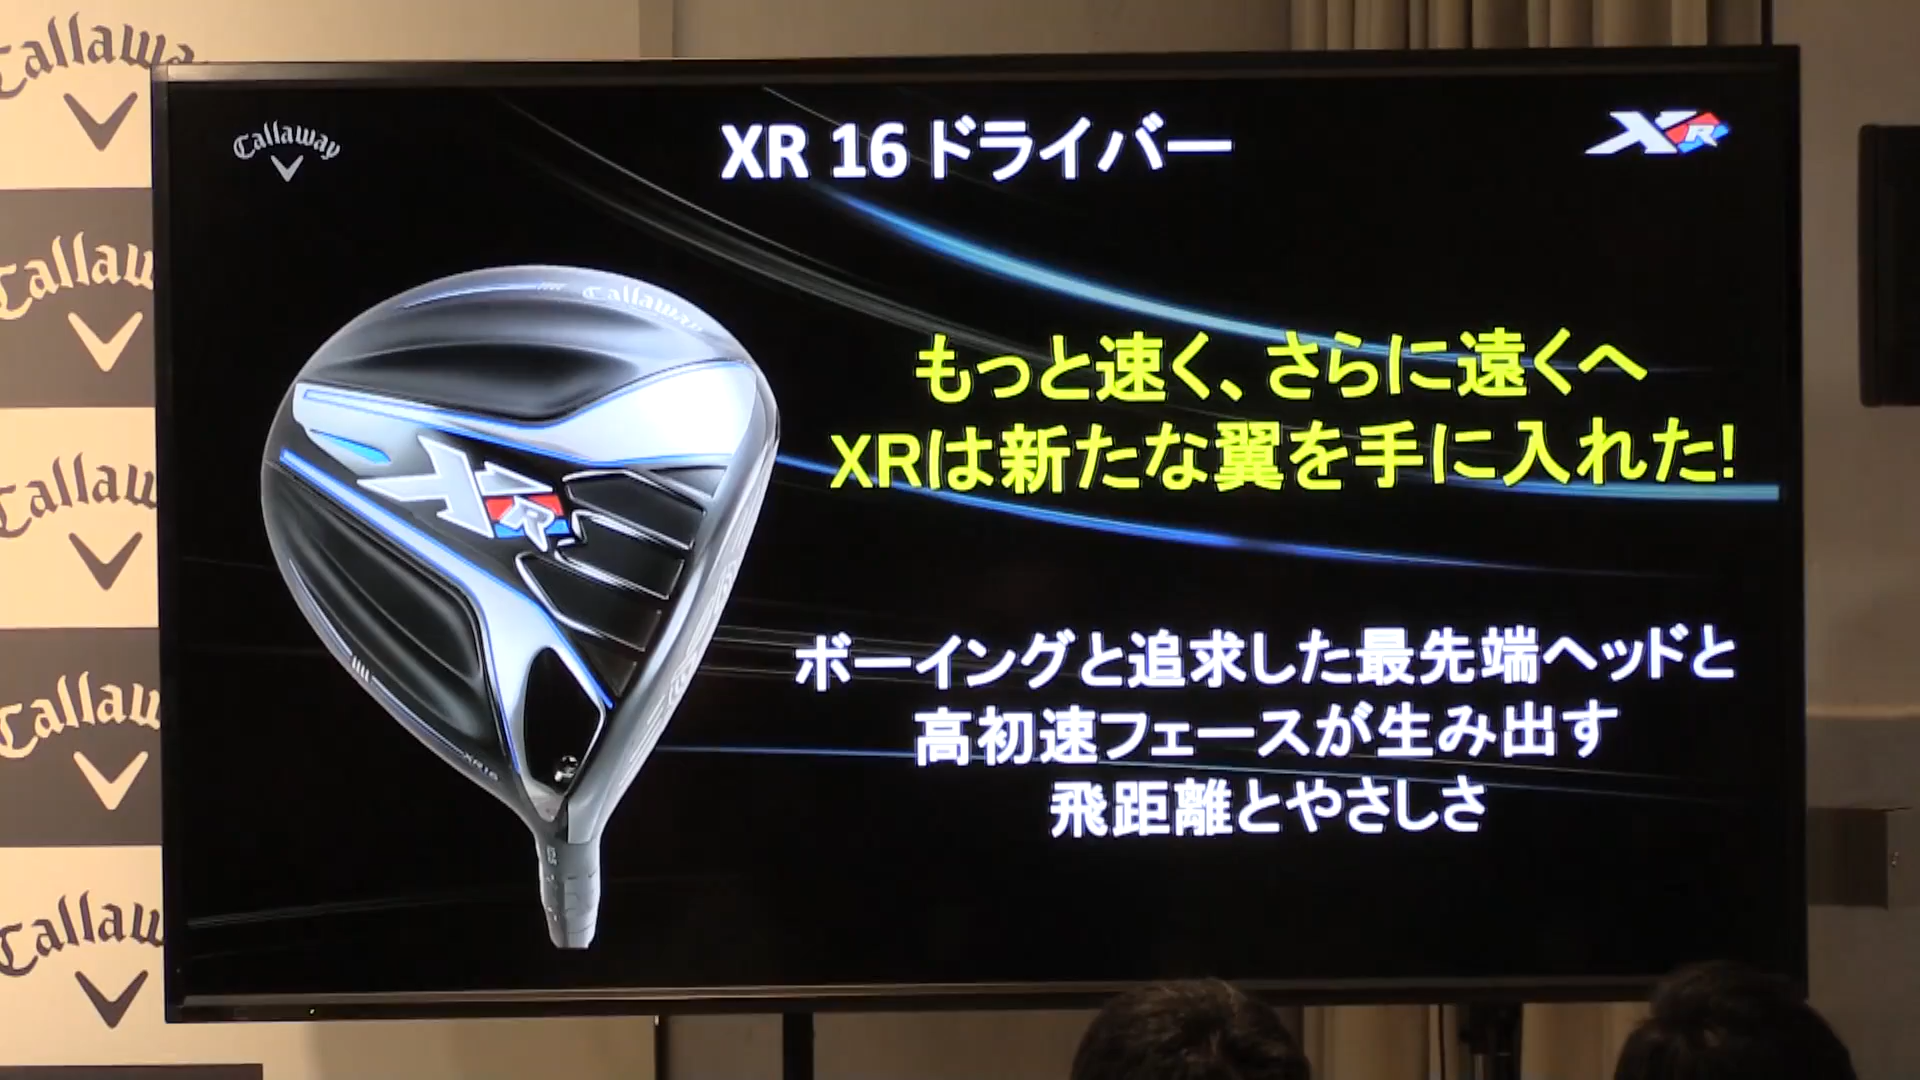 Callaway
Callaway
XR 16 ドライバー
XR
Callaway
もっと速く、さらに遠くへ
XRは新たな翼を手に入れた!
XR
ボーイングと追求した最先端ヘッドと
高初速フェースが生み出す
XR16
飛距離とやさしさ
Callaway
Callaway
Callaway
Callaway